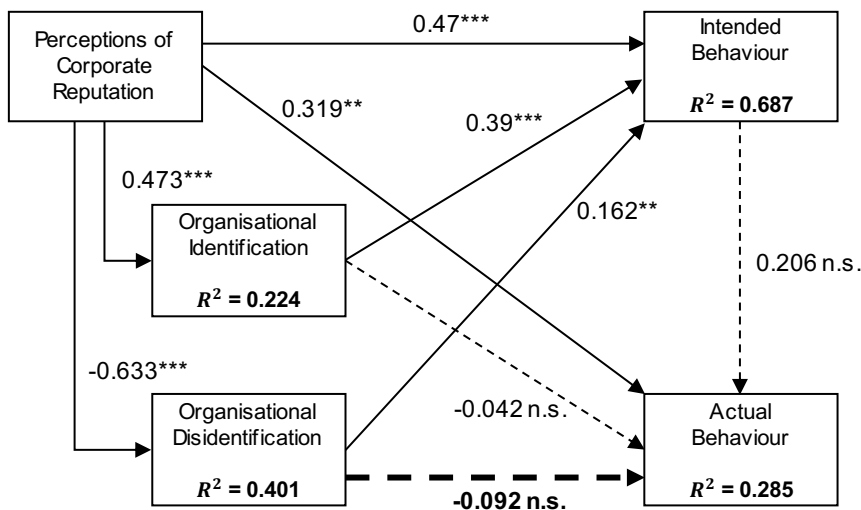 Perceptions of
Corporate
Reputation
0.47***
Intended
Behaviour
R² = 0.687
0.319**
0.39***
0.473***
Organisational
Identification
R² = 0.224
0.162**
0.206 n.s.
-0.633***
Organisational
Disidentification
R² = 0.401
-0.042 n.s.
-0.092 n.s.
Actual
Behaviour
R² = 0.285